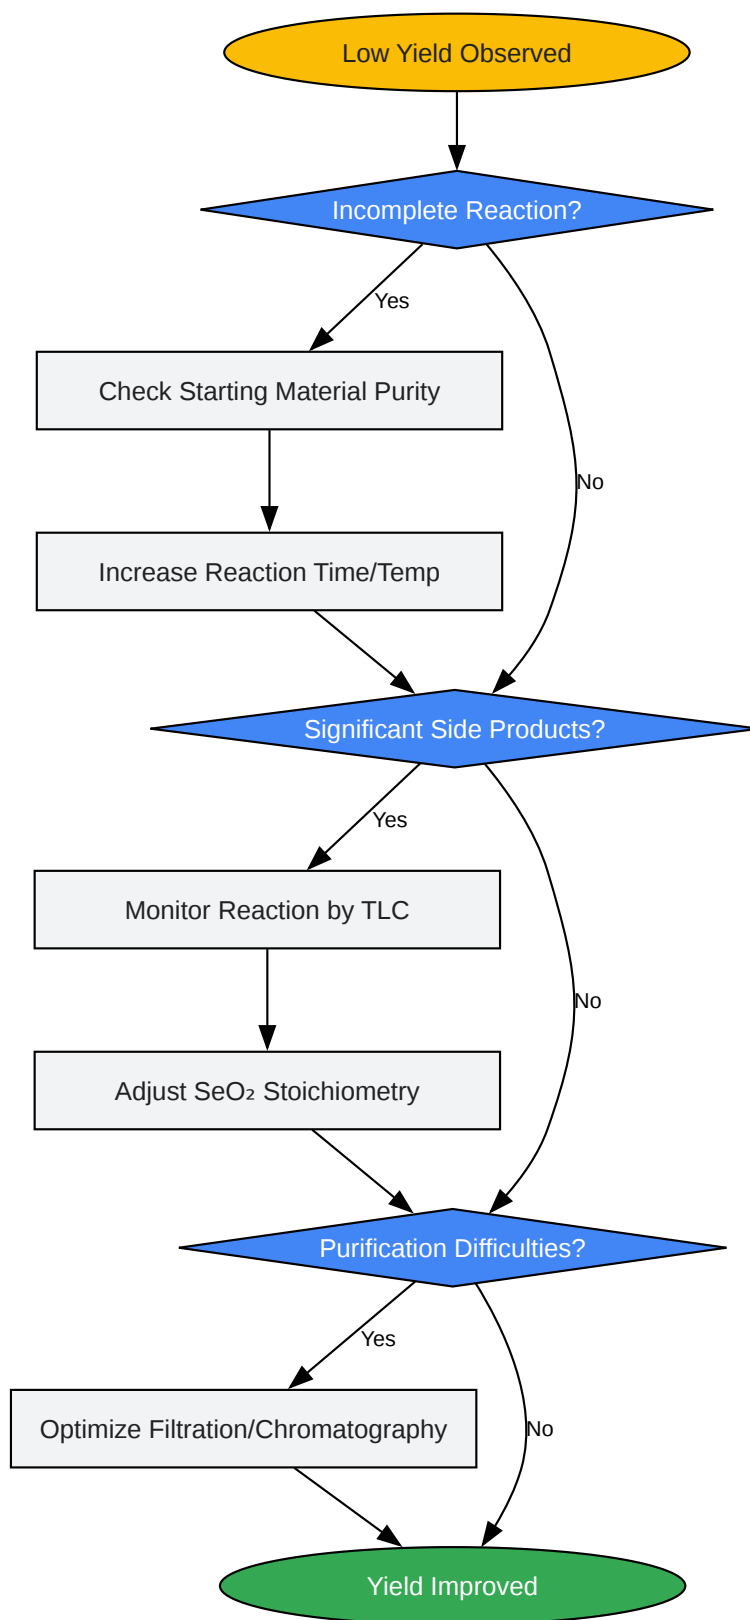 Low Yield Observed
Incomplete Reaction?
Yes
Check Starting Material Purity
No
Increase Reaction Time/Temp
Significant Side Products?
Yes
Monitor Reaction by TLC
No
Adjust SeO₂ Stoichiometry
Purification Difficulties?
Yes
Optimize Filtration/Chromatography
No
Yield Improved